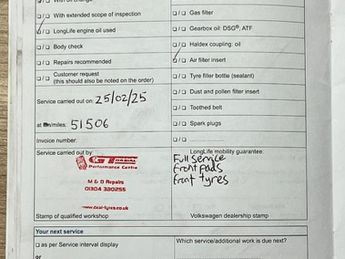 With oil change
With extended scope of inspection
LongLife engine oil used
Body check
Repairs recommended
Customer request
(this should also be noted on the order)
Gas filter
Gearbox oil: DSG®, ATF
Haldex coupling: oil
Air filter insert
Tyre filler bottle (sealant)
Dust and pollen filter insert
Toothed belt
Spark plugs
Service carried out on: 25/02/25
at km/miles: 51506
Invoice number:
Service carried out by:
Performance Centre
M & D Repairs
01304 330255
Stamp of qualified workshop
LongLife mobility guarantee:
Full service
front pads
front tyres
Volkswagen dealership stamp
Your next service
as per Service interval display
or
Which service/additional work is due next?